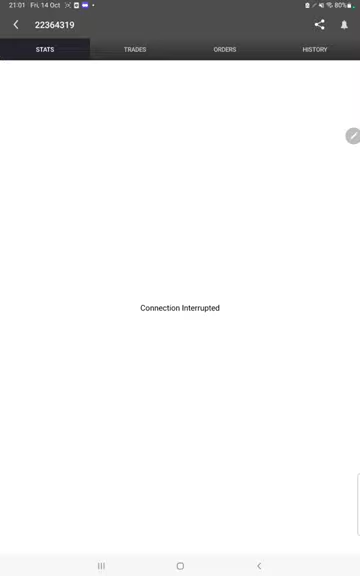 21:01 Fri, 14 Oct 80%
22364319
STATS TRADES ORDERS HISTORY
Connection Interrupted